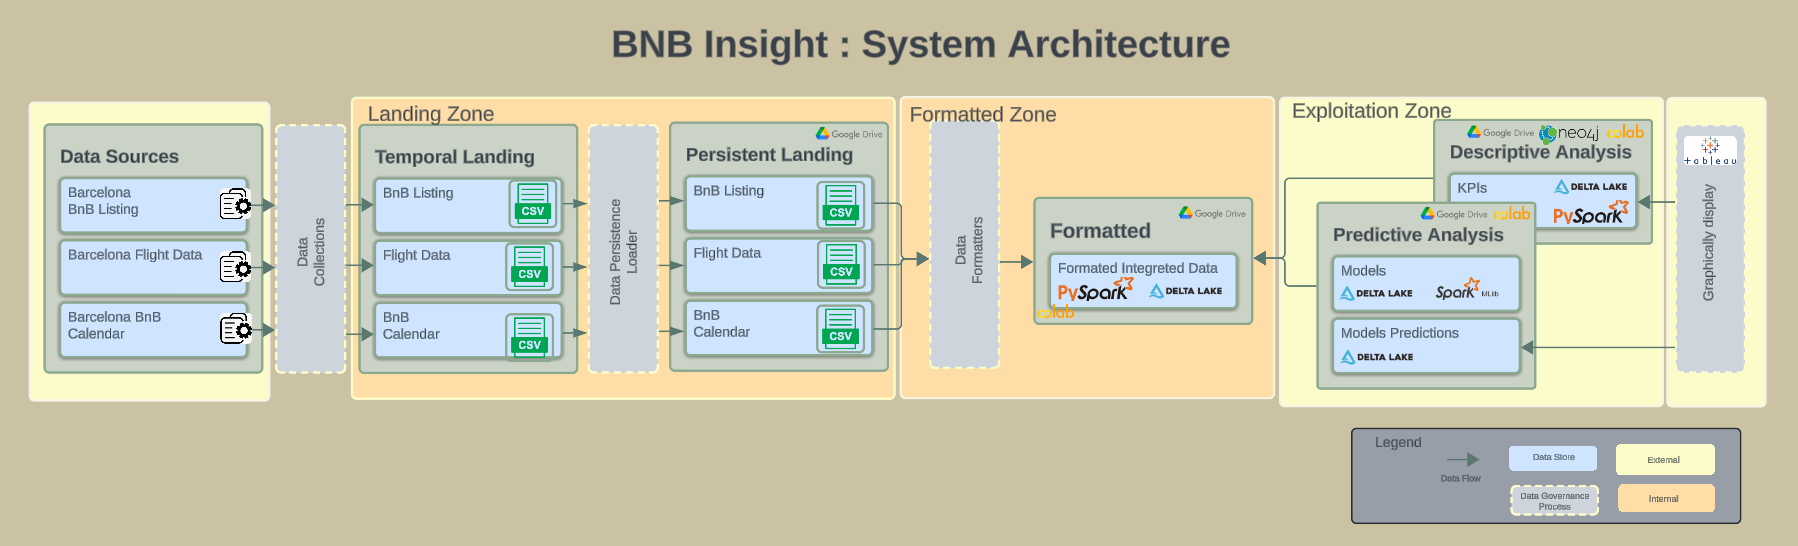 BNB Insight : System Architecture
Data Sources
Barcelona
BnB Listing
Barcelona Flight Data
Barcelona BnB
Calendar
Data
Collections
Landing Zone
Temporal Landing
BnB Listing
CSV
Flight Data
CSV
BnB
Calendar
CSV
Data Persistence
Loader
Google Drive
Persistent Landing
BnB Listing
CSV
Flight Data
CSV
BnB
Calendar
CSV
Formatted Zone
Data
Formatters
Google Drive
Formatted
Formated Integreted Data
PySpark
DELTA LAKE
colab
Exploitation Zone
Google Drive
neo4j
colab
Descriptive Analysis
KPIs
DELTA LAKE
PySpark
Google Drive
colab
Predictive Analysis
Models
DELTA LAKE
Spark MLlib
Models Predictions
DELTA LAKE
+ableau
Graphically display
Legend
Data Flow
Data Store
External
Data Governance
Process
Internal